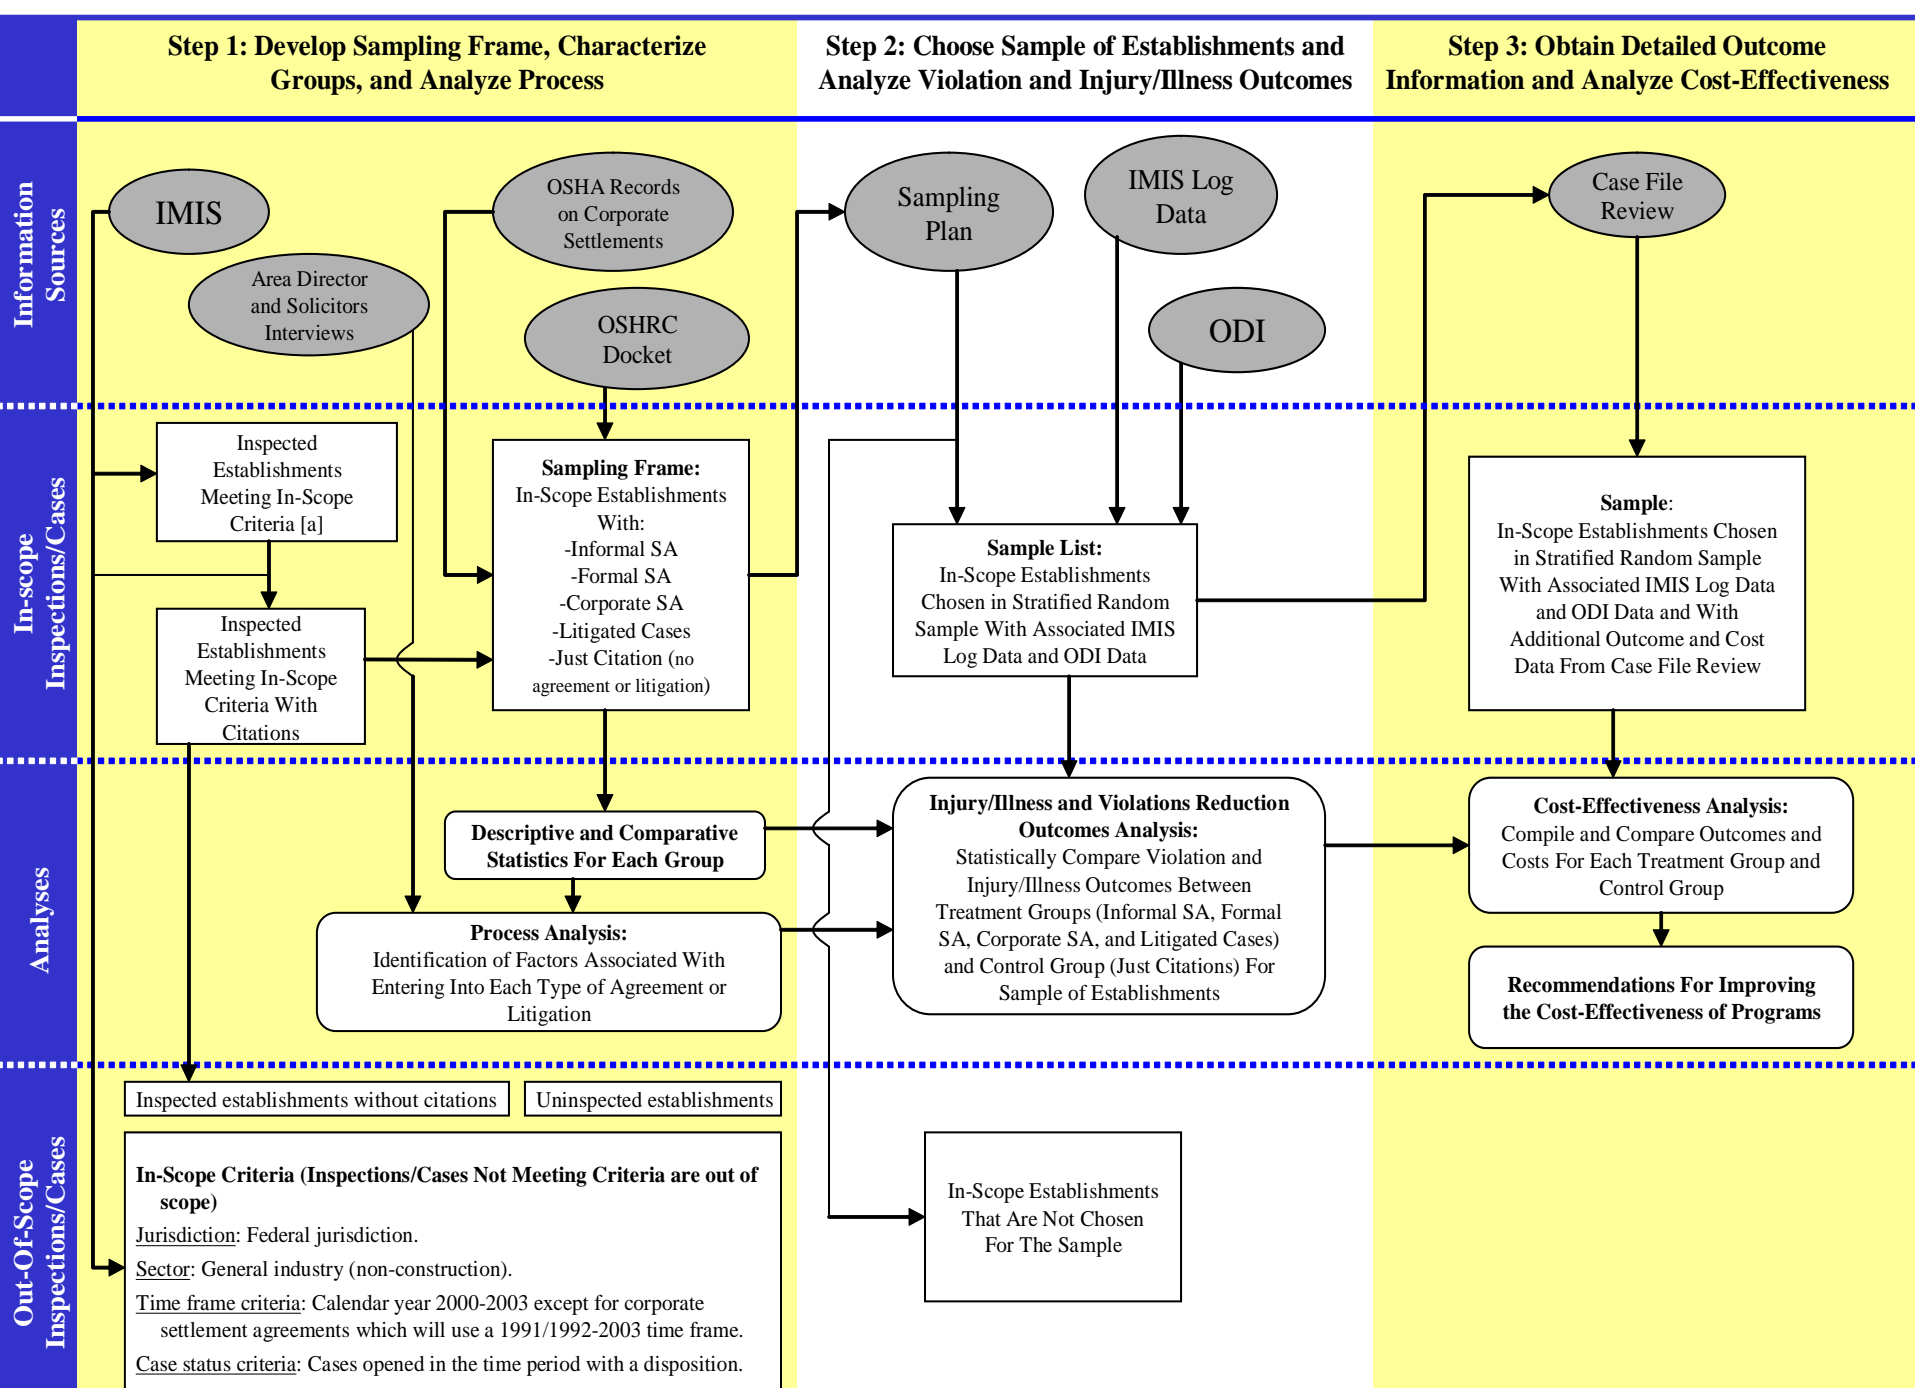 Step 1: Develop Sampling Frame, Characterize
Groups, and Analyze Process
Step 2: Choose Sample of Establishments and
Analyze Violation and Injury/Illness Outcomes
Step 3: Obtain Detailed Outcome
Information and Analyze Cost-Effectiveness
Information
Sources
IMIS
Area Director
and Solicitors
Interviews
OSHA Records
on Corporate
Settlements
OSHRC
Docket
Sampling
Plan
IMIS Log
Data
ODI
Case File
Review
In-scope
Inspections/Cases
Inspected
Establishments
Meeting In-Scope
Criteria [a]
Inspected
Establishments
Meeting In-Scope
Criteria With
Citations
Sampling Frame:
In-Scope Establishments
With:
-Informal SA
-Formal SA
-Corporate SA
-Litigated Cases
-Just Citation (no
agreement or litigation)
Sample List:
In-Scope Establishments
Chosen in Stratified Random
Sample With Associated IMIS
Log Data and ODI Data
Sample:
In-Scope Establishments Chosen
in Stratified Random Sample
With Associated IMIS Log Data
and ODI Data and With
Additional Outcome and Cost
Data From Case File Review
Analyses
Descriptive and Comparative
Statistics For Each Group
Process Analysis:
Identification of Factors Associated With
Entering Into Each Type of Agreement or
Litigation
Injury/Illness and Violations Reduction
Outcomes Analysis:
Statistically Compare Violation and
Injury/Illness Outcomes Between
Treatment Groups (Informal SA, Formal
SA, Corporate SA, and Litigated Cases)
and Control Group (Just Citations) For
Sample of Establishments
Cost-Effectiveness Analysis:
Compile and Compare Outcomes and
Costs For Each Treatment Group and
Control Group
Recommendations For Improving
the Cost-Effectiveness of Programs
Out-Of-Scope
Inspections/Cases
Inspected establishments without citations
Uninspected establishments
In-Scope Criteria (Inspections/Cases Not Meeting Criteria are out of
scope)
Jurisdiction: Federal jurisdiction.
Sector: General industry (non-construction).
Time frame criteria: Calendar year 2000-2003 except for corporate
settlement agreements which will use a 1991/1992-2003 time frame.
Case status criteria: Cases opened in the time period with a disposition.
In-Scope Establishments
That Are Not Chosen
For The Sample